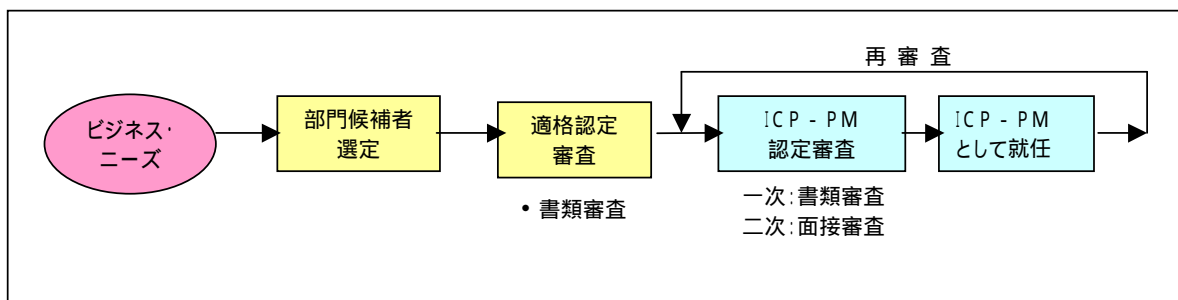 再 審 査
ビジネス・
ニーズ
部門候補者
選定
適格認定
審査
ICP - PM
認定審査
ICP - PM
として就任
• 書類審査
一次:書類審査
二次:面接審査